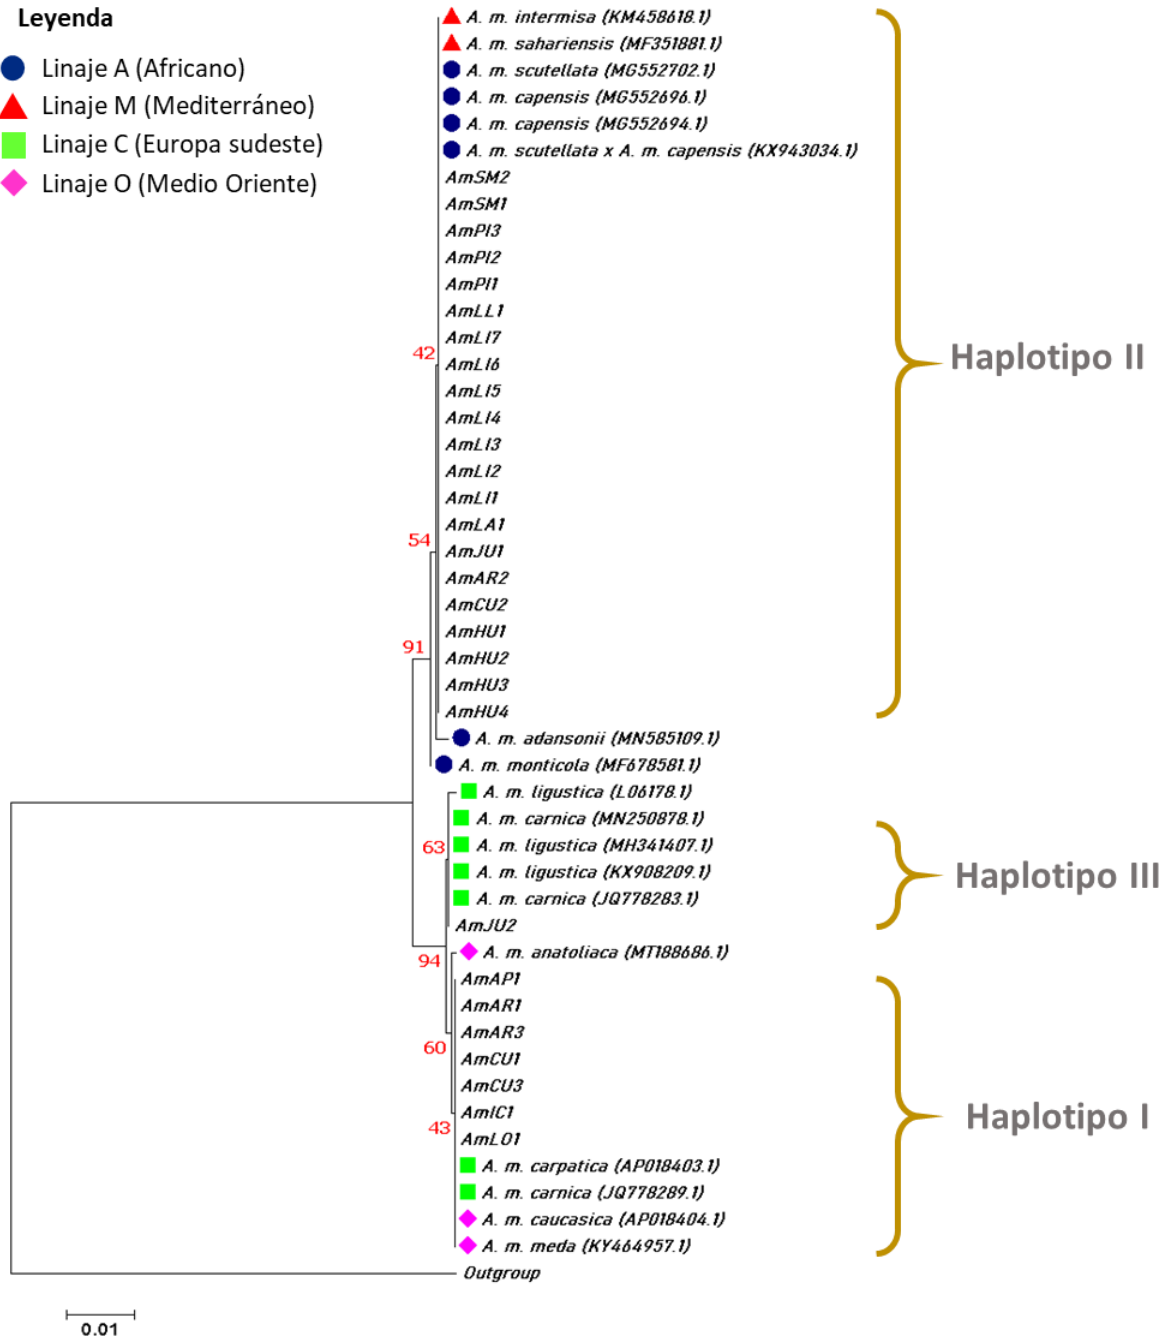 Leyenda
Linaje A (Africano)
Linaje M (Mediterráneo)
Linaje C (Europa sudeste)
Linaje O (Medio Oriente)
A. m. intermisa (KM458618.1)
A. m. sahariensis (MF351881.1)
A. m. scutellata (MG552702.1)
A. m. capensis (MG552696.1)
A. m. capensis (MG552694.1)
A. m. scutellata x A. m. capensis (KX943034.1)
AmSM2
AmSM1
AmPI3
AmPI2
AmPI1
AmLL1
AmLI7
AmLI6
AmLI5
AmLI4
AmLI3
AmLI2
AmLI1
AmLA1
AmJU1
AmAR2
AmCU2
AmHU1
AmHU2
AmHU3
AmHU4
A. m. adansonii (MN585109.1)
A. m. monticola (MF678581.1)
A. m. ligustica (L06178.1)
A. m. carnica (MN250878.1)
A. m. ligustica (MH341407.1)
A. m. ligustica (KX908209.1)
A. m. carnica (JQ778283.1)
AmJU2
A. m. anatoliaca (MT188686.1)
AmAP1
AmAR1
AmAR3
AmCU1
AmCU3
AmIC1
AmLO1
A. m. carpatica (AP018403.1)
A. m. carnica (JQ778289.1)
A. m. caucasica (AP018404.1)
A. m. meda (KY464957.1)
Outgroup
42
54
91
63
94
60
43
Haplotipo II
Haplotipo III
Haplotipo I
0.01